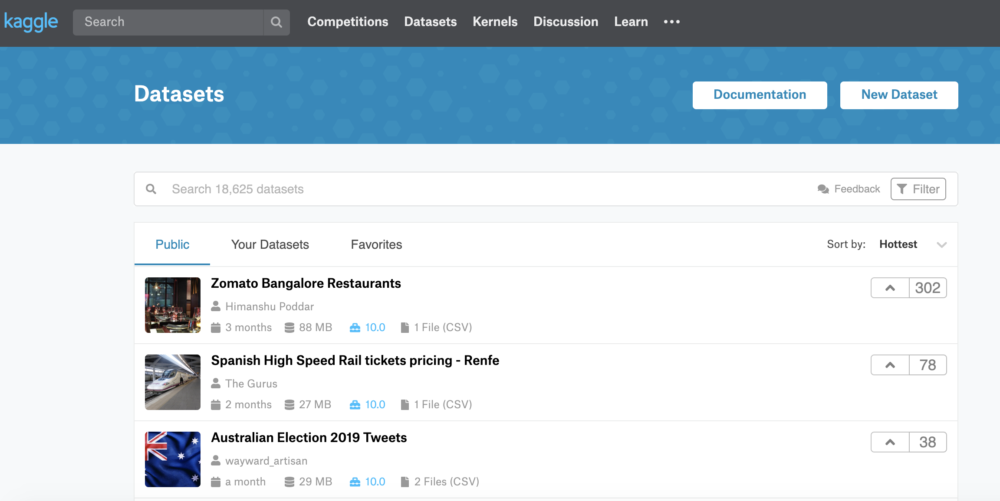 kaggle Search Competitions Datasets Kernels Discussion Learn •••
Datasets Documentation New Dataset
Search 18,625 datasets Feedback Filter
Public Your Datasets Favorites Sort by: Hottest
Zomato Bangalore Restaurants 302
Himanshu Poddar
3 months 88 MB 10.0 1 File (CSV)
Spanish High Speed Rail tickets pricing - Renfe 78
The Gurus
2 months 27 MB 10.0 1 File (CSV)
Australian Election 2019 Tweets 38
wayward_artisan
a month 29 MB 10.0 2 Files (CSV)